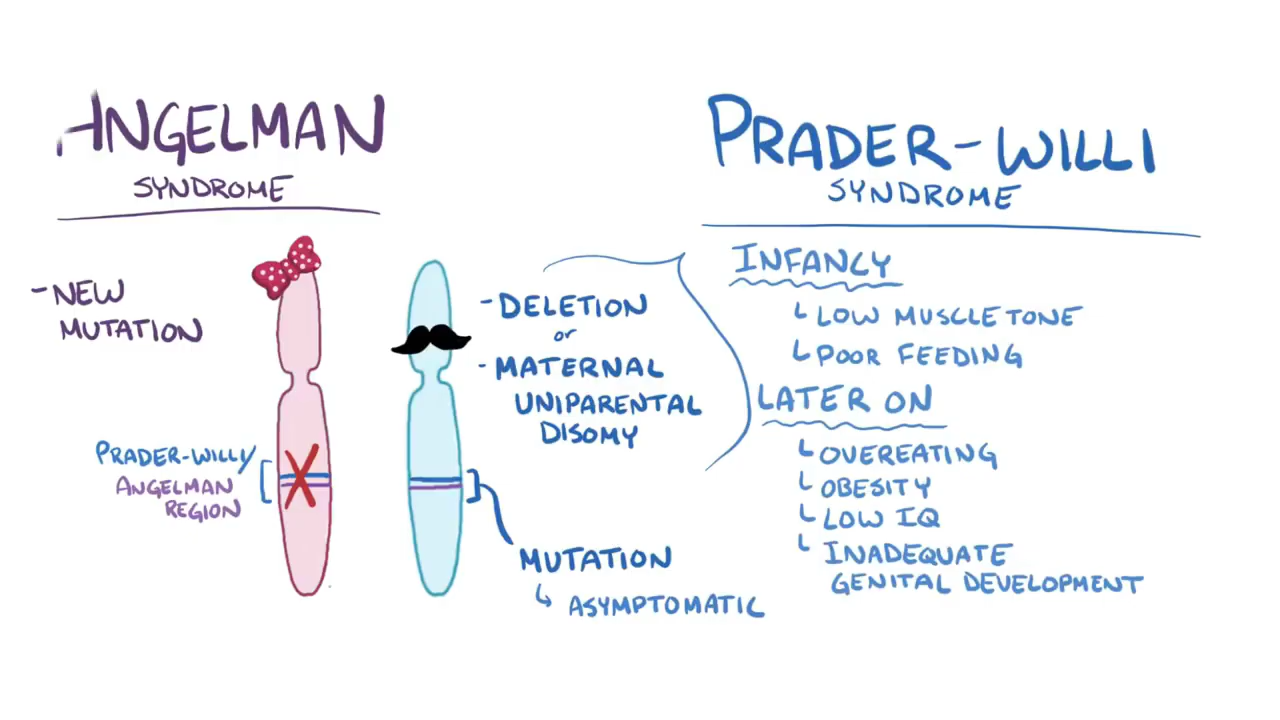 ANGELMAN
SYNDROME
- NEW
MUTATION
PRADER-WILLY
ANGELMAN
REGION
- DELETION
or
- MATERNAL
UNIPARENTAL
DISOMY
MUTATION
↳ ASYMPTOMATIC
PRADER-WILLI
SYNDROME
INFANCY
└ LOW MUSCLE TONE
└ POOR FEEDING
LATER ON
└ OVEREATING
└ OBESITY
└ LOW IQ
└ INADEQUATE
GENITAL DEVELOPMENT